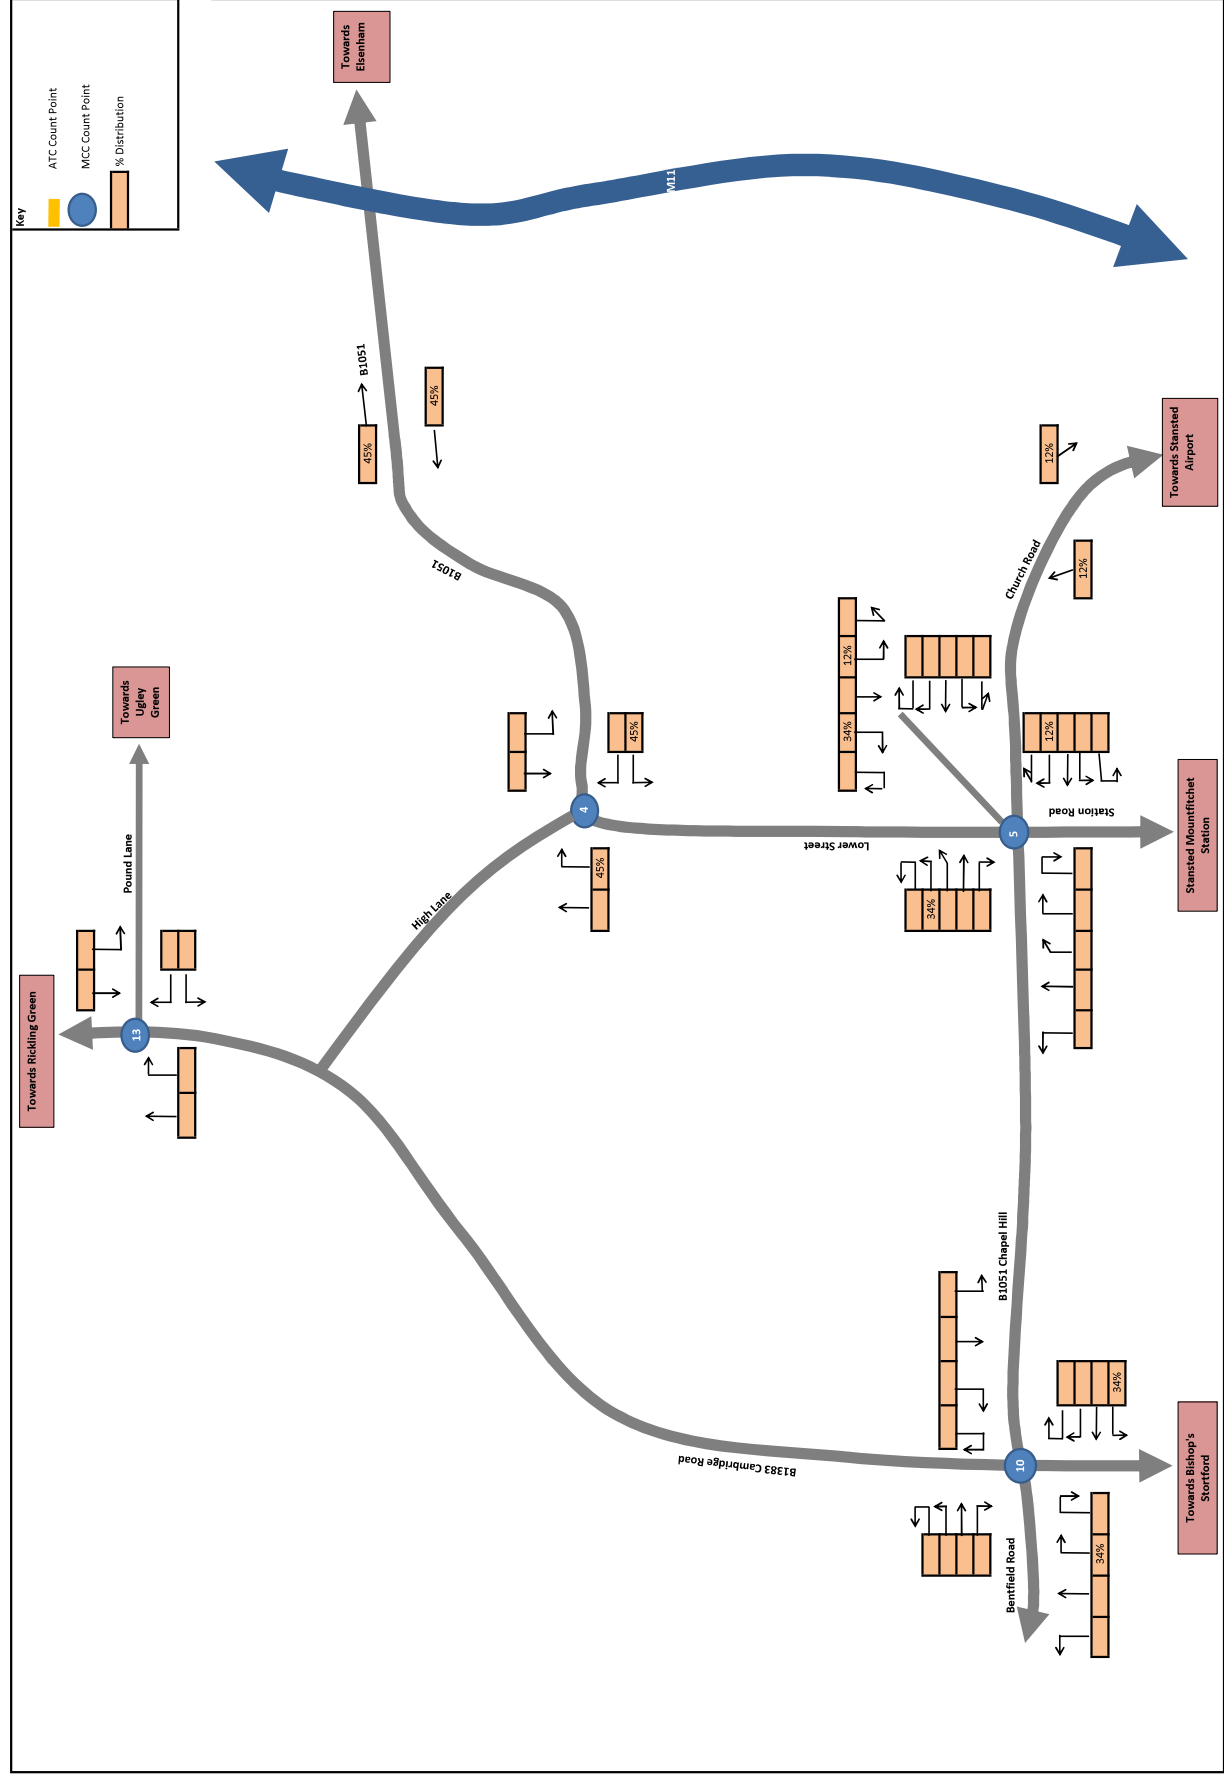 Key
ATC Count Point
MCC Count Point
% Distribution
Towards
Elsenham
M11
B1051
45%
45%
B1051
Towards
Ugley
Green
Pound Lane
Towards Rickling Green
13
High Lane
4
45%
45%
Lower Street
34%
12%
34%
12%
5
Station Road
Stansted Mountfitchet
Station
Church Road
12%
12%
Towards Stansted
Airport
B1383 Cambridge Road
B1051 Chapel Hill
10
34%
34%
Bentfield Road
Towards Bishop's
Stortford